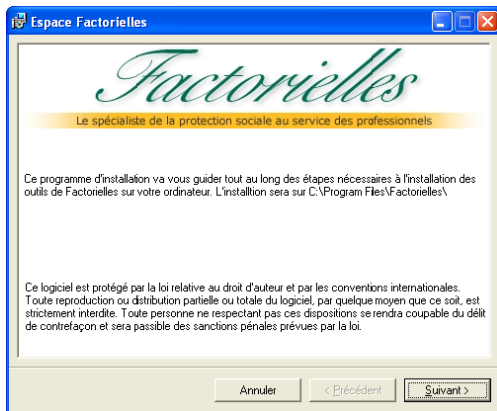 Espace Factorielles
Factorielles
Le spécialiste de la protection sociale au service des professionnels
Ce programme d'installation va vous guider tout au long des étapes nécessaires à l'installation des
outils de Factorielles sur votre ordinateur. L'installtion sera sur C:\Program Files\Factorielles\
Ce logiciel est protégé par la loi relative au droit d'auteur et par les conventions internationales.
Toute reproduction ou distribution partielle ou totale du logiciel, par quelque moyen que ce soit, est
strictement interdite. Toute personne ne respectant pas ces dispositions se rendra coupable du délit
de contrefaçon et sera passible des sanctions pénales prévues par la loi.
Annuler < Précédent Suivant >